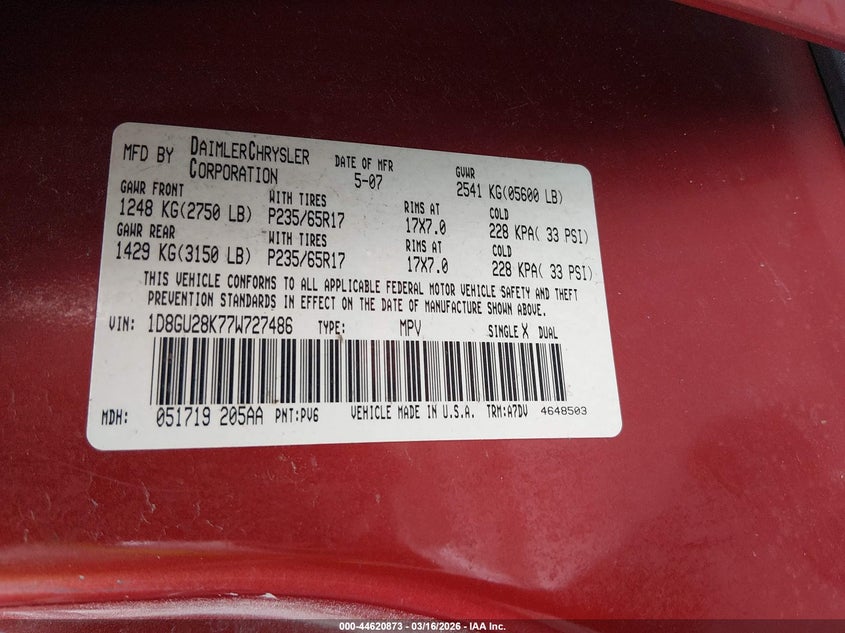 MFD BY DAIMLERCHRYSLER CORPORATION DATE OF MFR 5-07 GVWR 2541 KG(05600 LB)
GAWR FRONT WITH TIRES RIMS AT COLD
1248 KG(2750 LB) P235/65R17 17X7.0 228 KPA( 33 PSI)
GAWR REAR WITH TIRES RIMS AT COLD
1429 KG(3150 LB) P235/65R17 17X7.0 228 KPA( 33 PSI)
THIS VEHICLE CONFORMS TO ALL APPLICABLE FEDERAL MOTOR VEHICLE SAFETY AND THEFT
PREVENTION STANDARDS IN EFFECT ON THE DATE OF MANUFACTURE SHOWN ABOVE.
VIN: 1D8GU28K77W727486 TYPE: MPV SINGLE X DUAL
MDH: 051719 205AA PNT:PV6 VEHICLE MADE IN U.S.A. TRM:A7DV 4648503
000-44620873 - 03/16/2026 - IAA Inc.